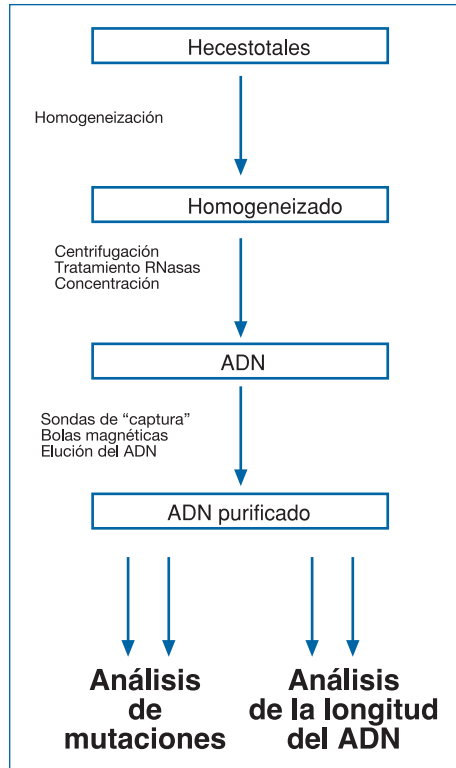 Hecestotales
Homogeneización
Homogeneizado
Centrifugación
Tratamiento RNasas
Concentración
ADN
Sondas de “captura”
Bolas magnéticas
Elución del ADN
ADN purificado
Análisis
de
mutaciones
Análisis
de la longitud
del ADN